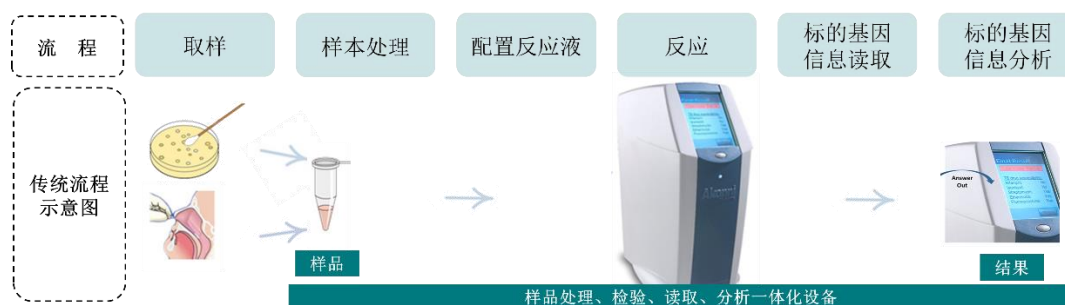 流 程
取样
样本处理
配置反应液
反应
标的基因
信息读取
标的基因
信息分析
传统流程
示意图
Akonni
Answer
Out
样品
结果
样品处理、检验、读取、分析一体化设备